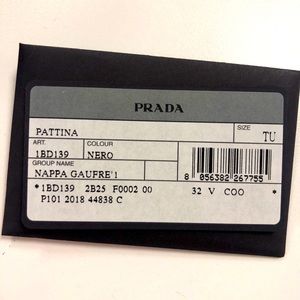 PRADA
PATTINA
SIZE
TU
ART.
COLOUR
1BD139
NERO
GROUP NAME
NAPPA GAUFRE'1
8 056382 267755
*1BD139 2B25 F0002 00 32 V COO *
P101 2018 44838 C